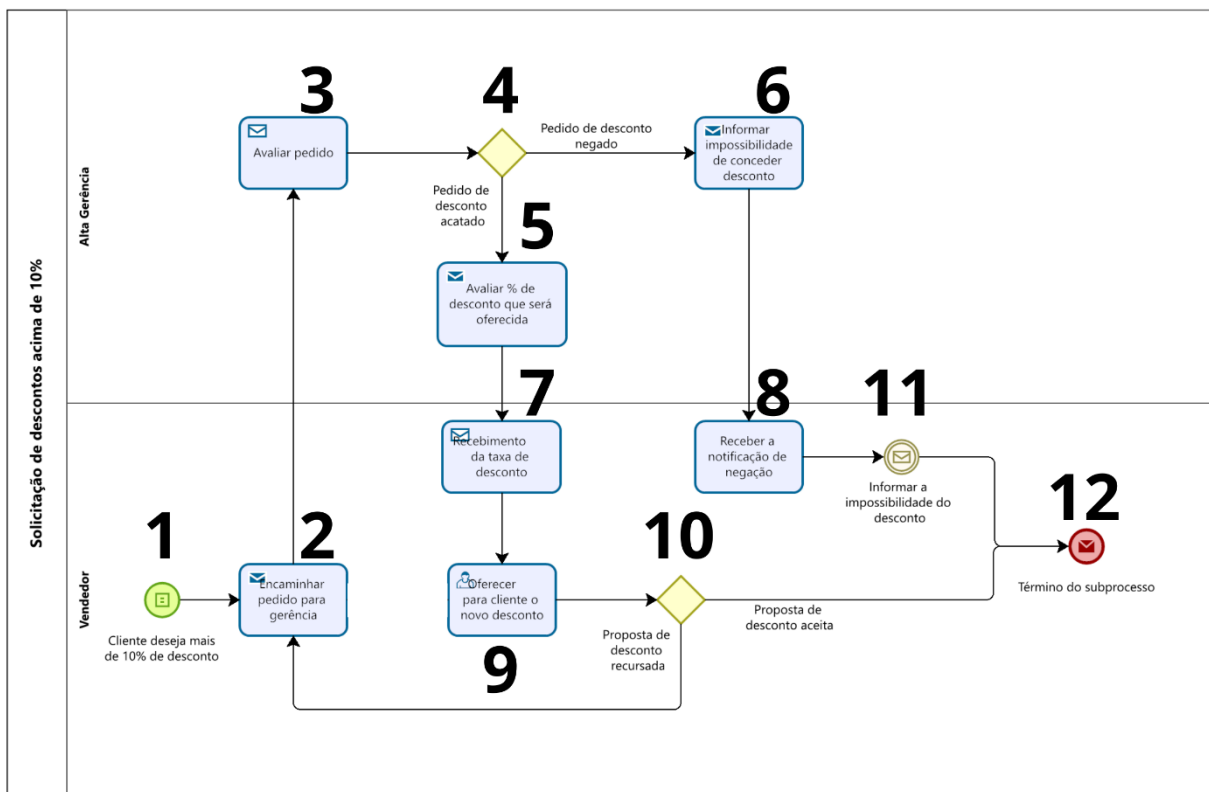 Solicitação de descontos acima de 10%
Alta Gerência
3
4
6
Avaliar pedido
Pedido de desconto
negado
Informar
impossibilidade
de conceder
desconto
Pedido de
desconto
acatado
5
Avaliar % de
desconto que será
oferecida
Vendedor
7
8
11
Recebimento
da taxa de
desconto
Receber a
notificação de
negação
Informar a
impossibilidade do
desconto
12
Término do subprocesso
1
2
10
Encaminhar
pedido para
gerência
Oferecer
para cliente o
novo desconto
Cliente deseja mais
de 10% de desconto
9
Proposta de
desconto aceita
Proposta de
desconto
recursada